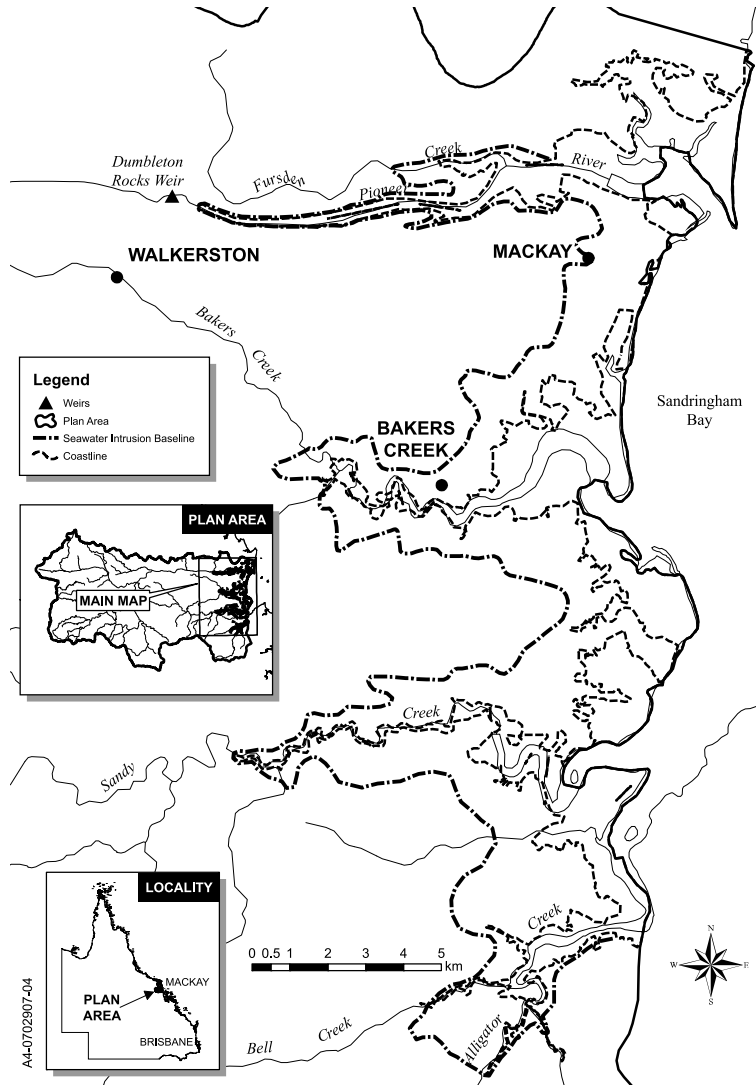 Dumbleton
Rocks Weir
Fursden
Creek
Pioneer
River
WALKERSTON
MACKAY
Bakers
Creek
Legend
Weirs
Plan Area
Seawater Intrusion Baseline
Coastline
BAKERS
CREEK
Sandringham
Bay
PLAN AREA
MAIN MAP
Creek
Sandy
LOCALITY
MACKAY
PLAN
AREA
BRISBANE
0 0.5 1 2 3 4 5
km
Creek
Alligator
Bell Creek
N
W E
S
A4-0702907-04